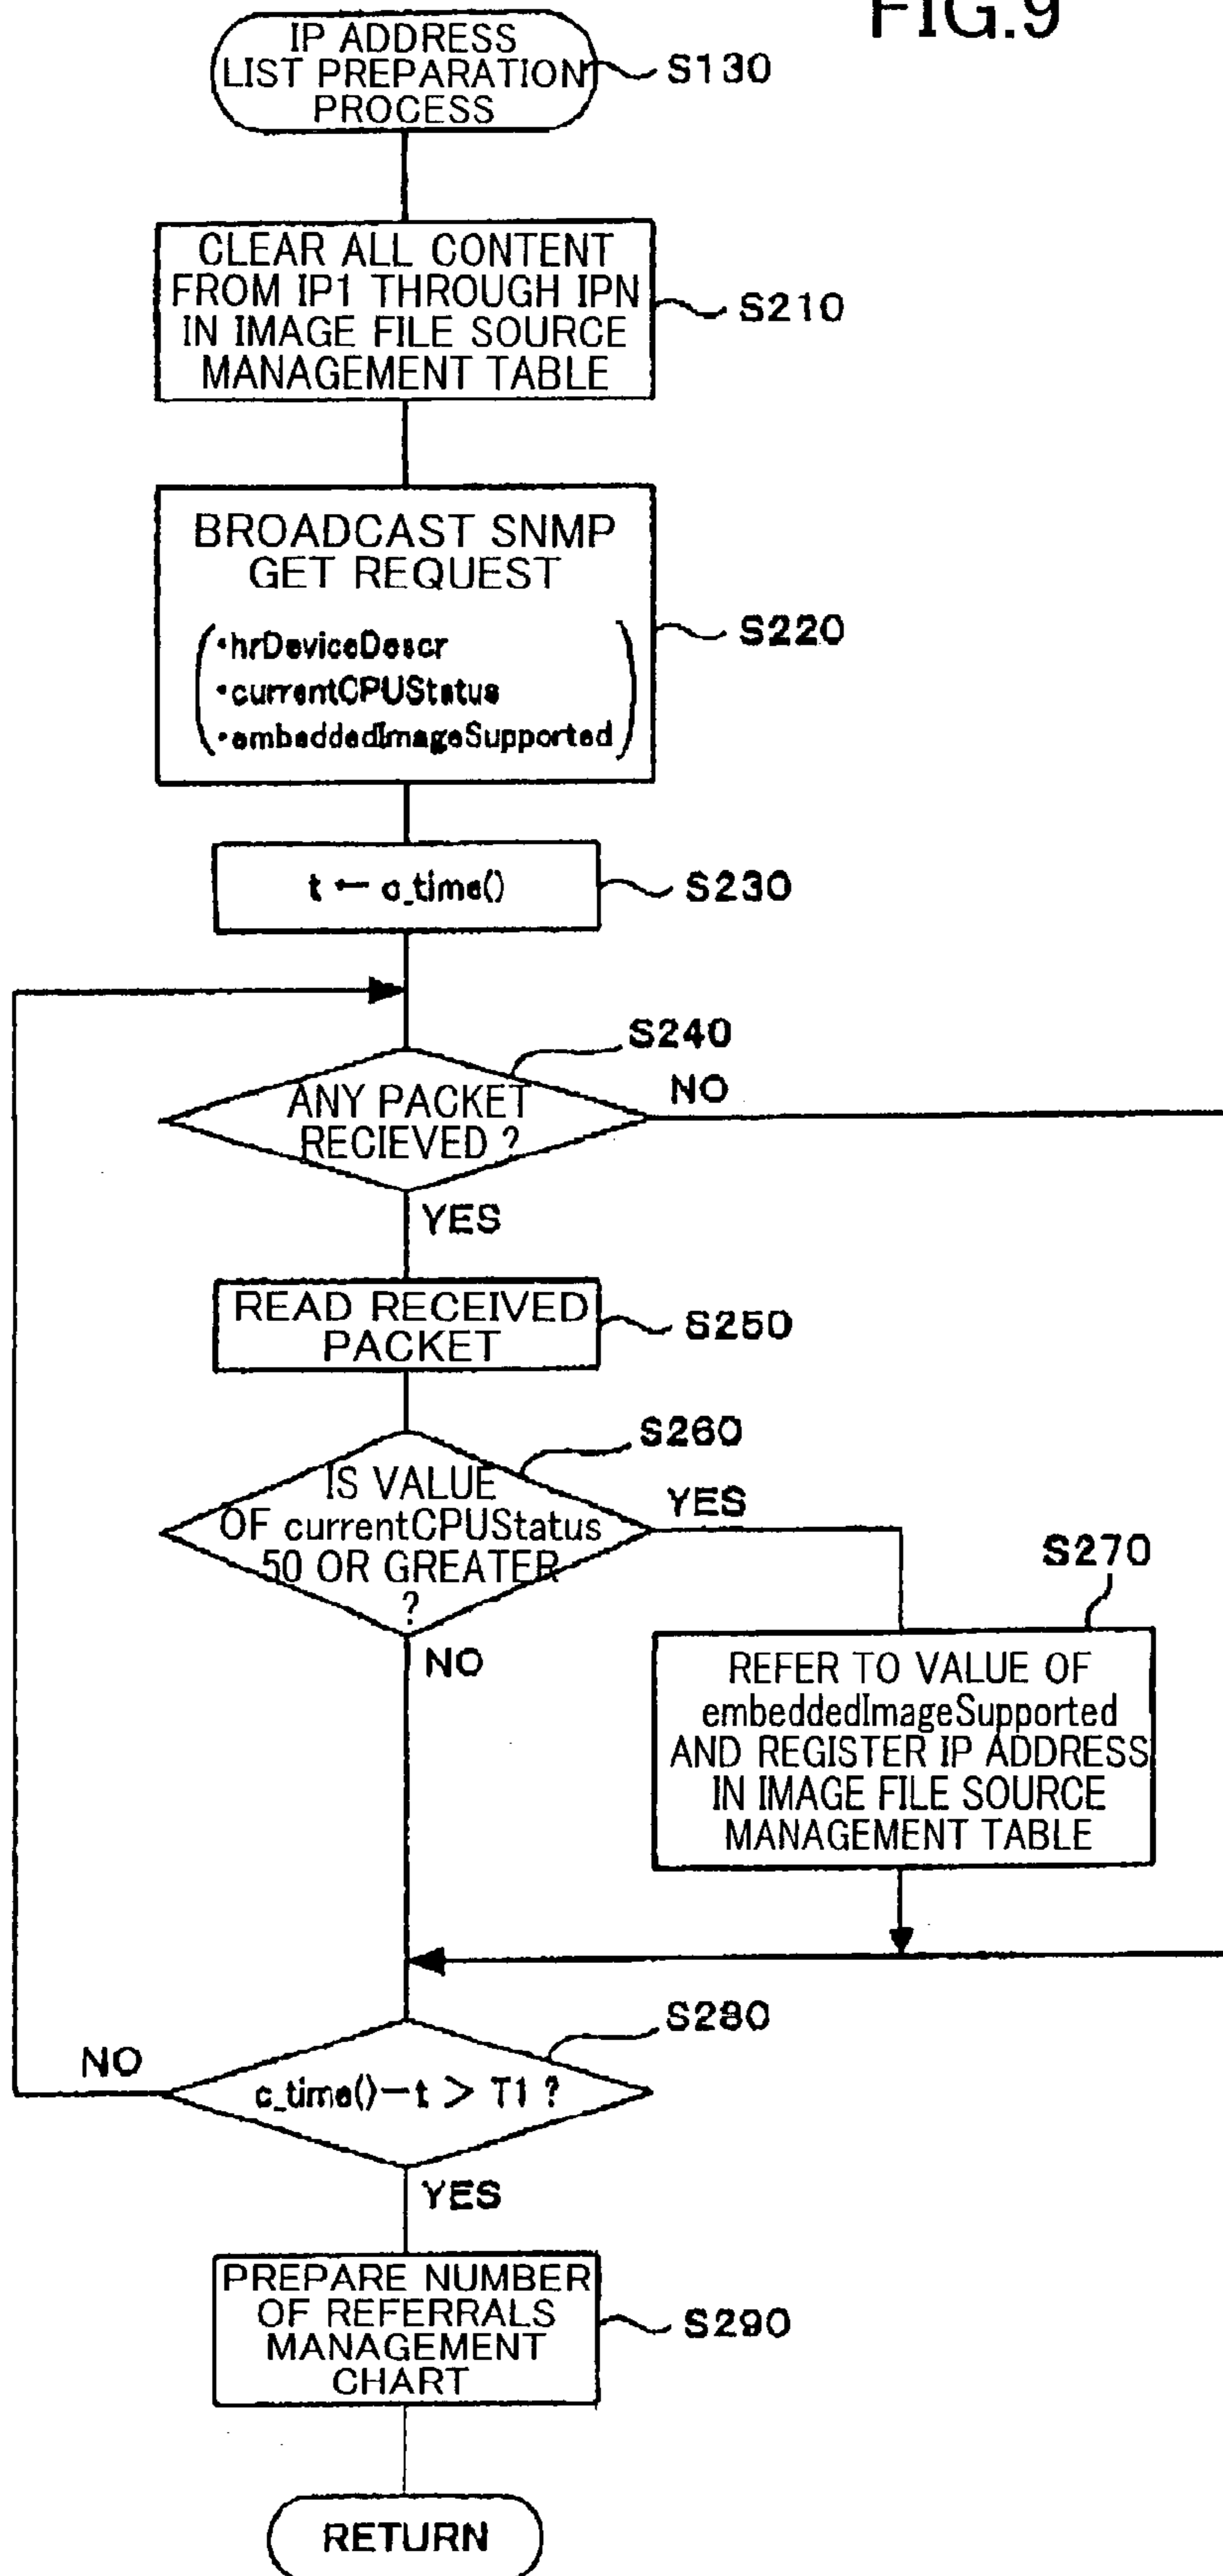 FIG.9
IP ADDRESS
LIST PREPARATION
PROCESS
S130
CLEAR ALL CONTENT
FROM IP1 THROUGH IPN
IN IMAGE FILE SOURCE
MANAGEMENT TABLE
S210
BROADCAST SNMP
GET REQUEST
•hrDeviceDescr
•currentCPUStatus
•embeddedImageSupported
S220
t ← c_time()
S230
S240
ANY PACKET
RECIEVED ?
NO
YES
READ RECEIVED
PACKET
S250
S260
IS VALUE
OF currentCPUStatus
50 OR GREATER
?
YES
NO
S270
REFER TO VALUE OF
embeddedImageSupported
AND REGISTER IP ADDRESS
IN IMAGE FILE SOURCE
MANAGEMENT TABLE
S280
NO
c_time()−t > T1 ?
YES
PREPARE NUMBER
OF REFERRALS
MANAGEMENT
CHART
S290
RETURN